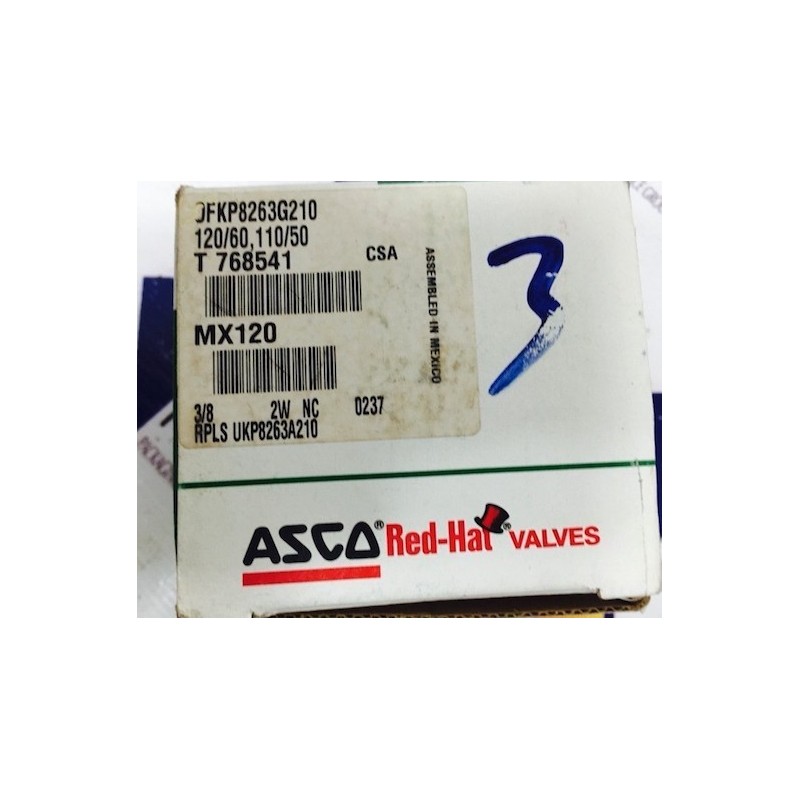 JFKP8263G210
120/60,110/50
T 768541 CSA
ASSEMBLED IN MEXICO
MX120
3/8 2W NC 0237
RPLS UKP8263A210
3
ASCO® Red-Hat® VALVES